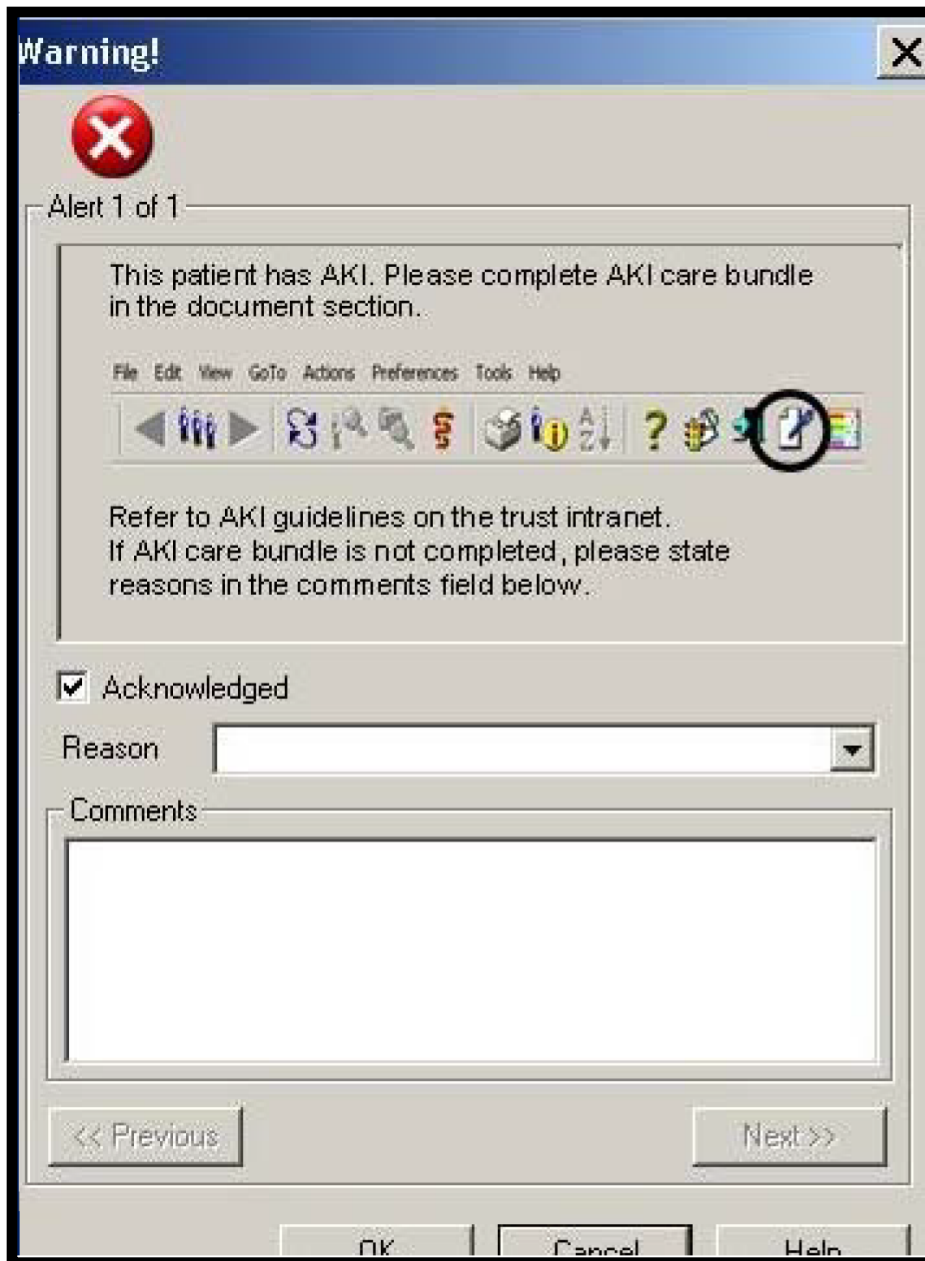 Warning!
Alert 1 of 1
This patient has AKI. Please complete AKI care bundle
in the document section.
File Edit View GoTo Actions Preferences Tools Help
Refer to AKI guidelines on the trust intranet.
If AKI care bundle is not completed, please state
reasons in the comments field below.
Acknowledged
Reason
Comments
<< Previous Next >>
OK Cancel Help